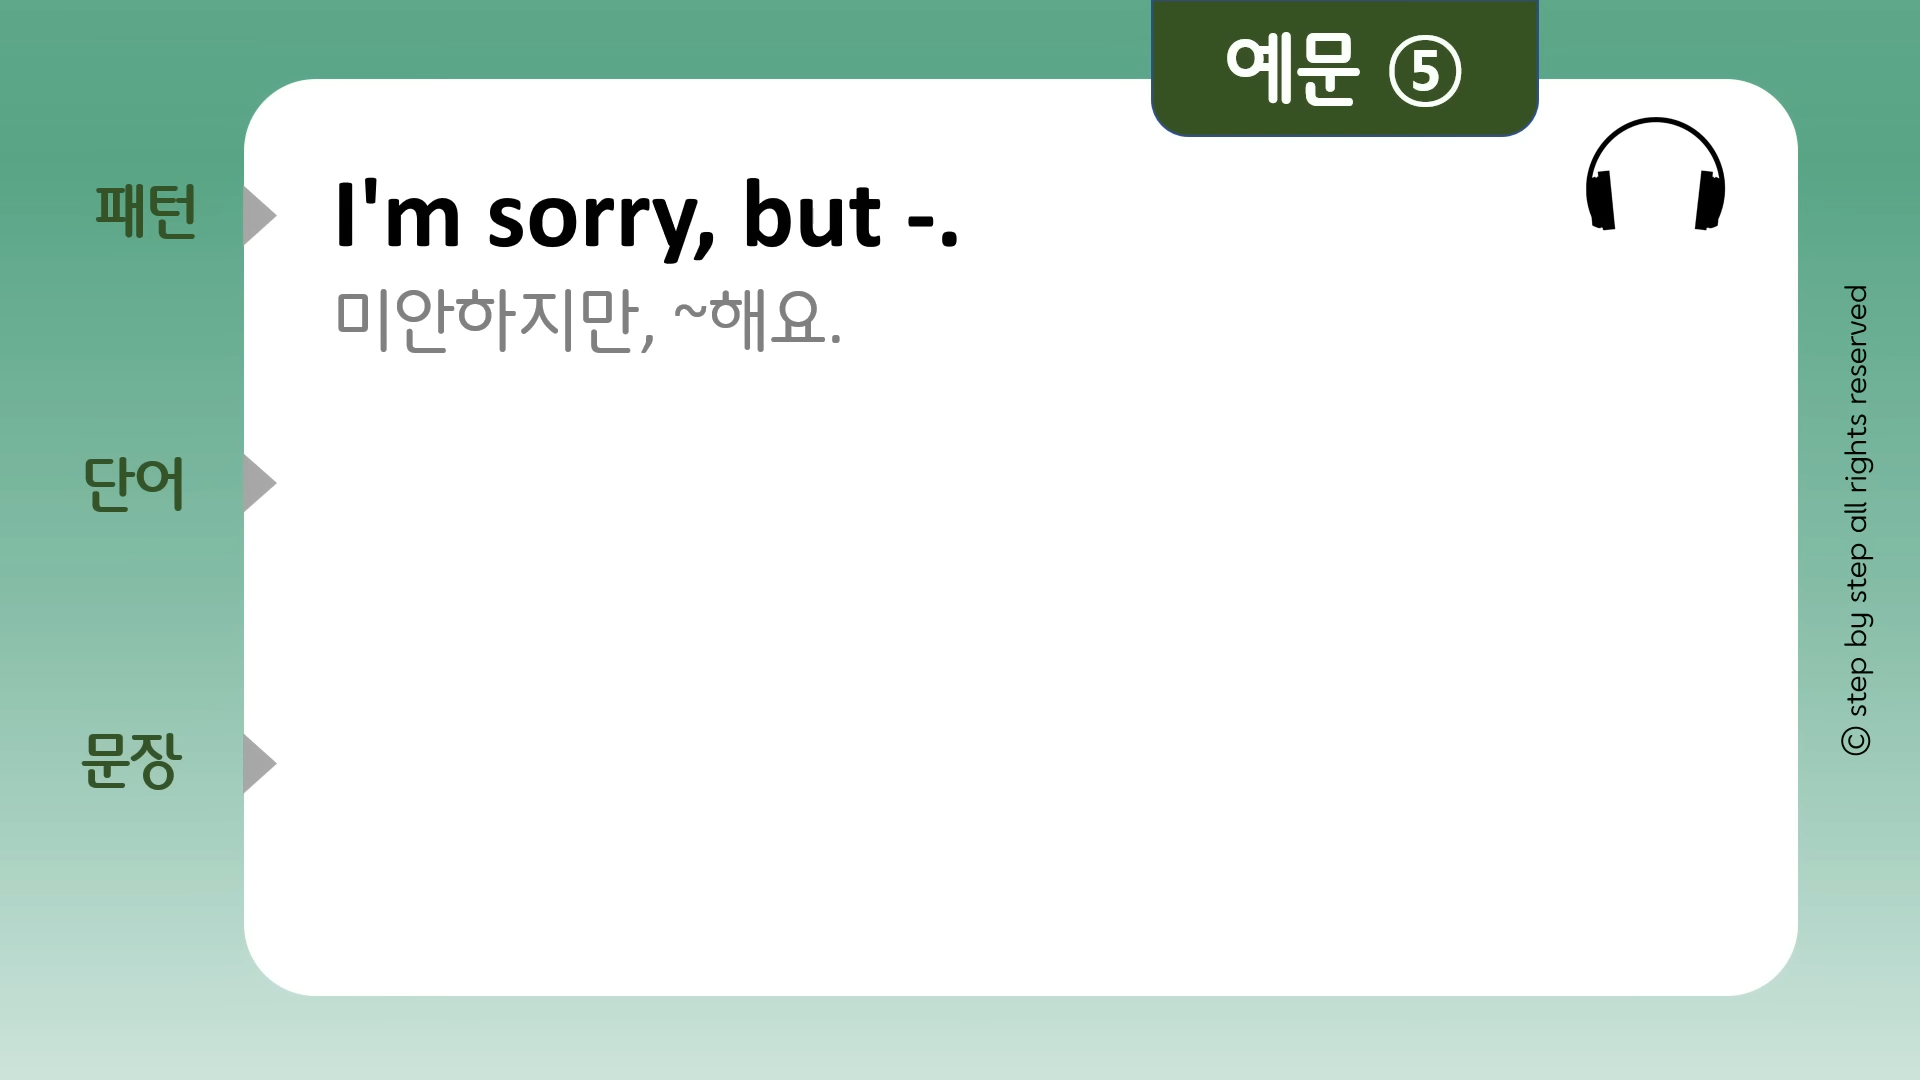 예문 ⑤
패턴
I'm sorry, but -.
미안하지만, ~해요.
단어
문장
© step by step all rights reserved